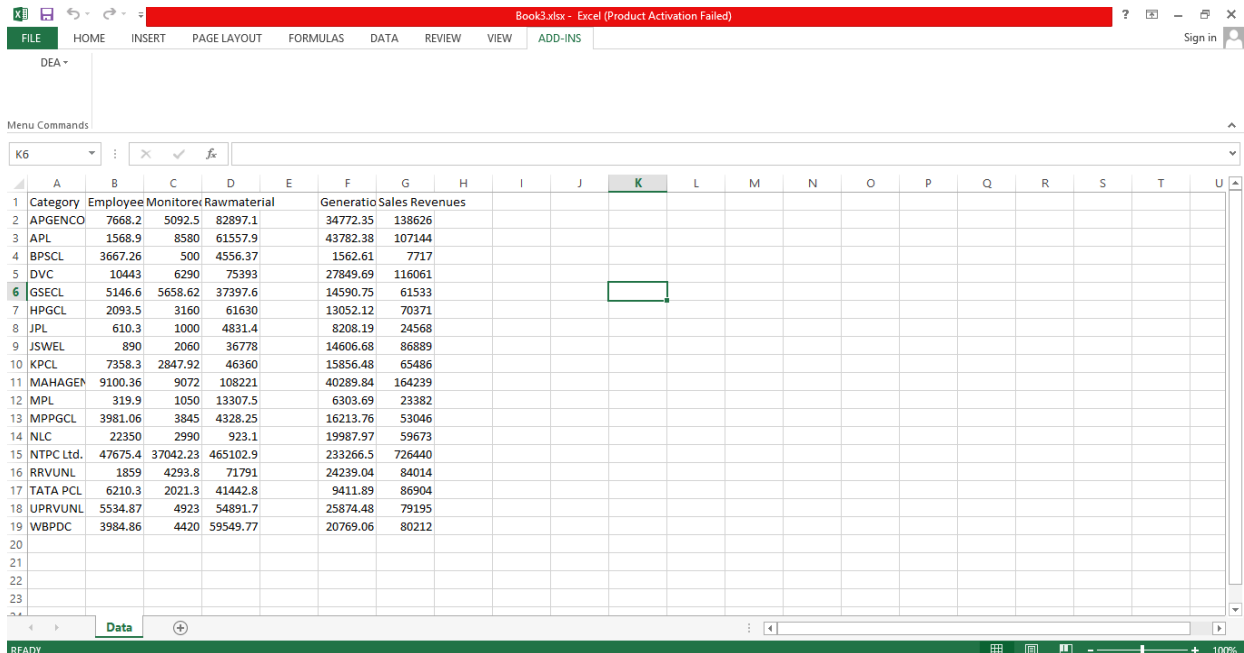 Book3.xlsx - Excel (Product Activation Failed)
FILE HOME INSERT PAGE LAYOUT FORMULAS DATA REVIEW VIEW ADD-INS Sign in
DEA
Menu Commands
K6 fx
A B C D E F G H I J K L M N O P Q R S T U
1 Category Employee Monitored Rawmaterial Generatio Sales Revenues
2 APGENCO 7668.2 5092.5 82897.1 34772.35 138626
3 APL 1568.9 8580 61557.9 43782.38 107144
4 BPSCL 3667.26 500 4556.37 1562.61 7717
5 DVC 10443 6290 75393 27849.69 116061
6 GSECL 5146.6 5658.62 37397.6 14590.75 61533
7 HPGCL 2093.5 3160 61630 13052.12 70371
8 JPL 610.3 1000 4831.4 8208.19 24568
9 JSWEL 890 2060 36778 14606.68 86889
10 KPCL 7358.3 2847.92 46360 15856.48 65486
11 MAHAGEN 9100.36 9072 108221 40289.84 164239
12 MPL 319.9 1050 13307.5 6303.69 23382
13 MPPGCL 3981.06 3845 4328.25 16213.76 53046
14 NLC 22350 2990 923.1 19987.97 59673
15 NTPC Ltd. 47675.4 37042.23 465102.9 233266.5 726440
16 RRVUNL 1859 4293.8 71791 24239.04 84014
17 TATA PCL 6210.3 2021.3 41442.8 9411.89 86904
18 UPRVUNL 5534.87 4923 54891.7 25874.48 79195
19 WBPDC 3984.86 4420 59549.77 20769.06 80212
20
21
22
23
Data
READY 100%